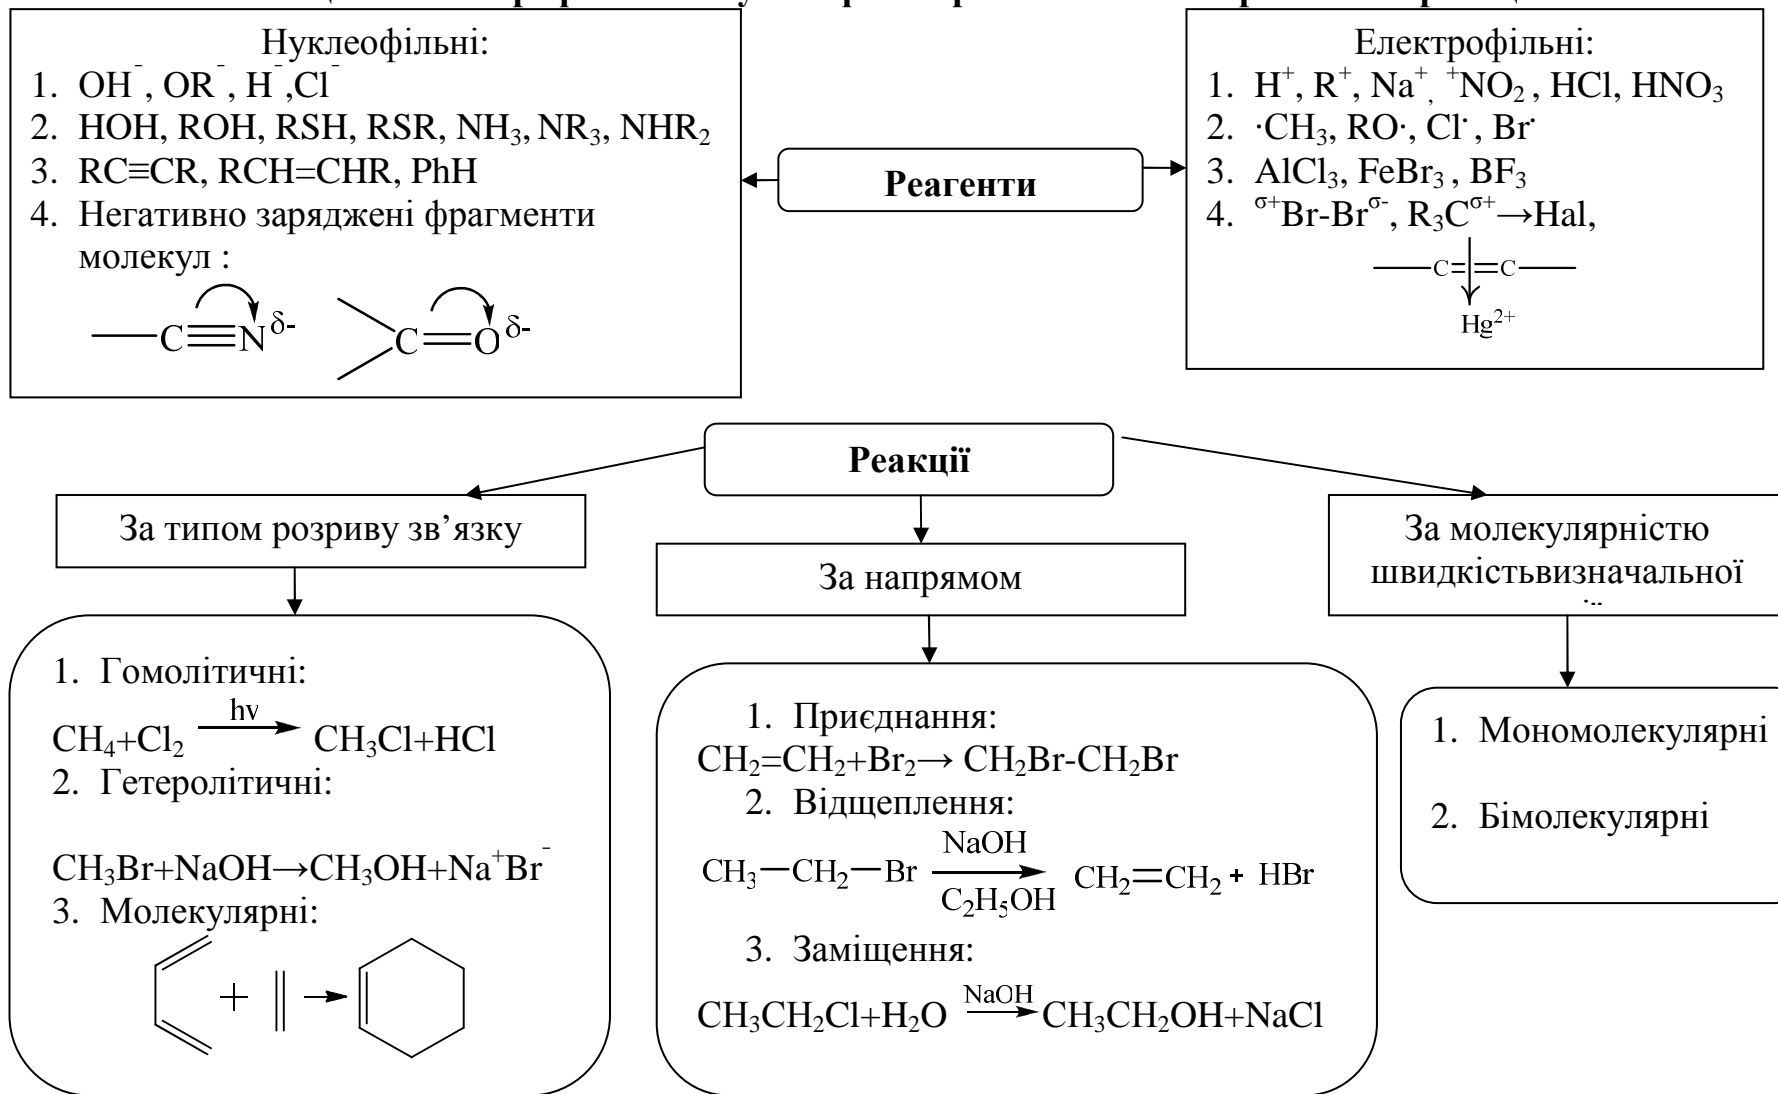 Нуклеофільні:
1. OH⁻, OR⁻, H⁻,Cl⁻
2. HOH, ROH, RSH, RSR, NH₃, NR₃, NHR₂
3. RC≡CR, RCH=CHR, PhH
4. Негативно заряджені фрагменти
молекул :
C≡N δ-
C=O δ-
Реагенти
Електрофільні:
1. H⁺, R⁺, Na⁺, ⁺NO₂ , HCl, HNO₃
2. ·CH₃, RO·, Cl·, Br·
3. AlCl₃, FeBr₃ , BF₃
4. σ+Br-Brσ-, R₃Cσ+→Hal,
C=C
Hg²⁺
Реакції
За типом розриву зв’язку
За напрямом
За молекулярністю
швидкістьвизначальної
1. Гомолітичні:
hν
CH₄+Cl₂ → CH₃Cl+HCl
2. Гетеролітичні:
CH₃Br+NaOH→CH₃OH+Na⁺Br⁻
3. Молекулярні:
+ →
1. Приєднання:
CH₂=CH₂+Br₂→ CH₂Br-CH₂Br
2. Відщеплення:
NaOH
CH₃—CH₂—Br → CH₂=CH₂ + HBr
C₂H₅OH
3. Заміщення:
NaOH
CH₃CH₂Cl+H₂O → CH₃CH₂OH+NaCl
1. Мономолекулярні
2. Бімолекулярні